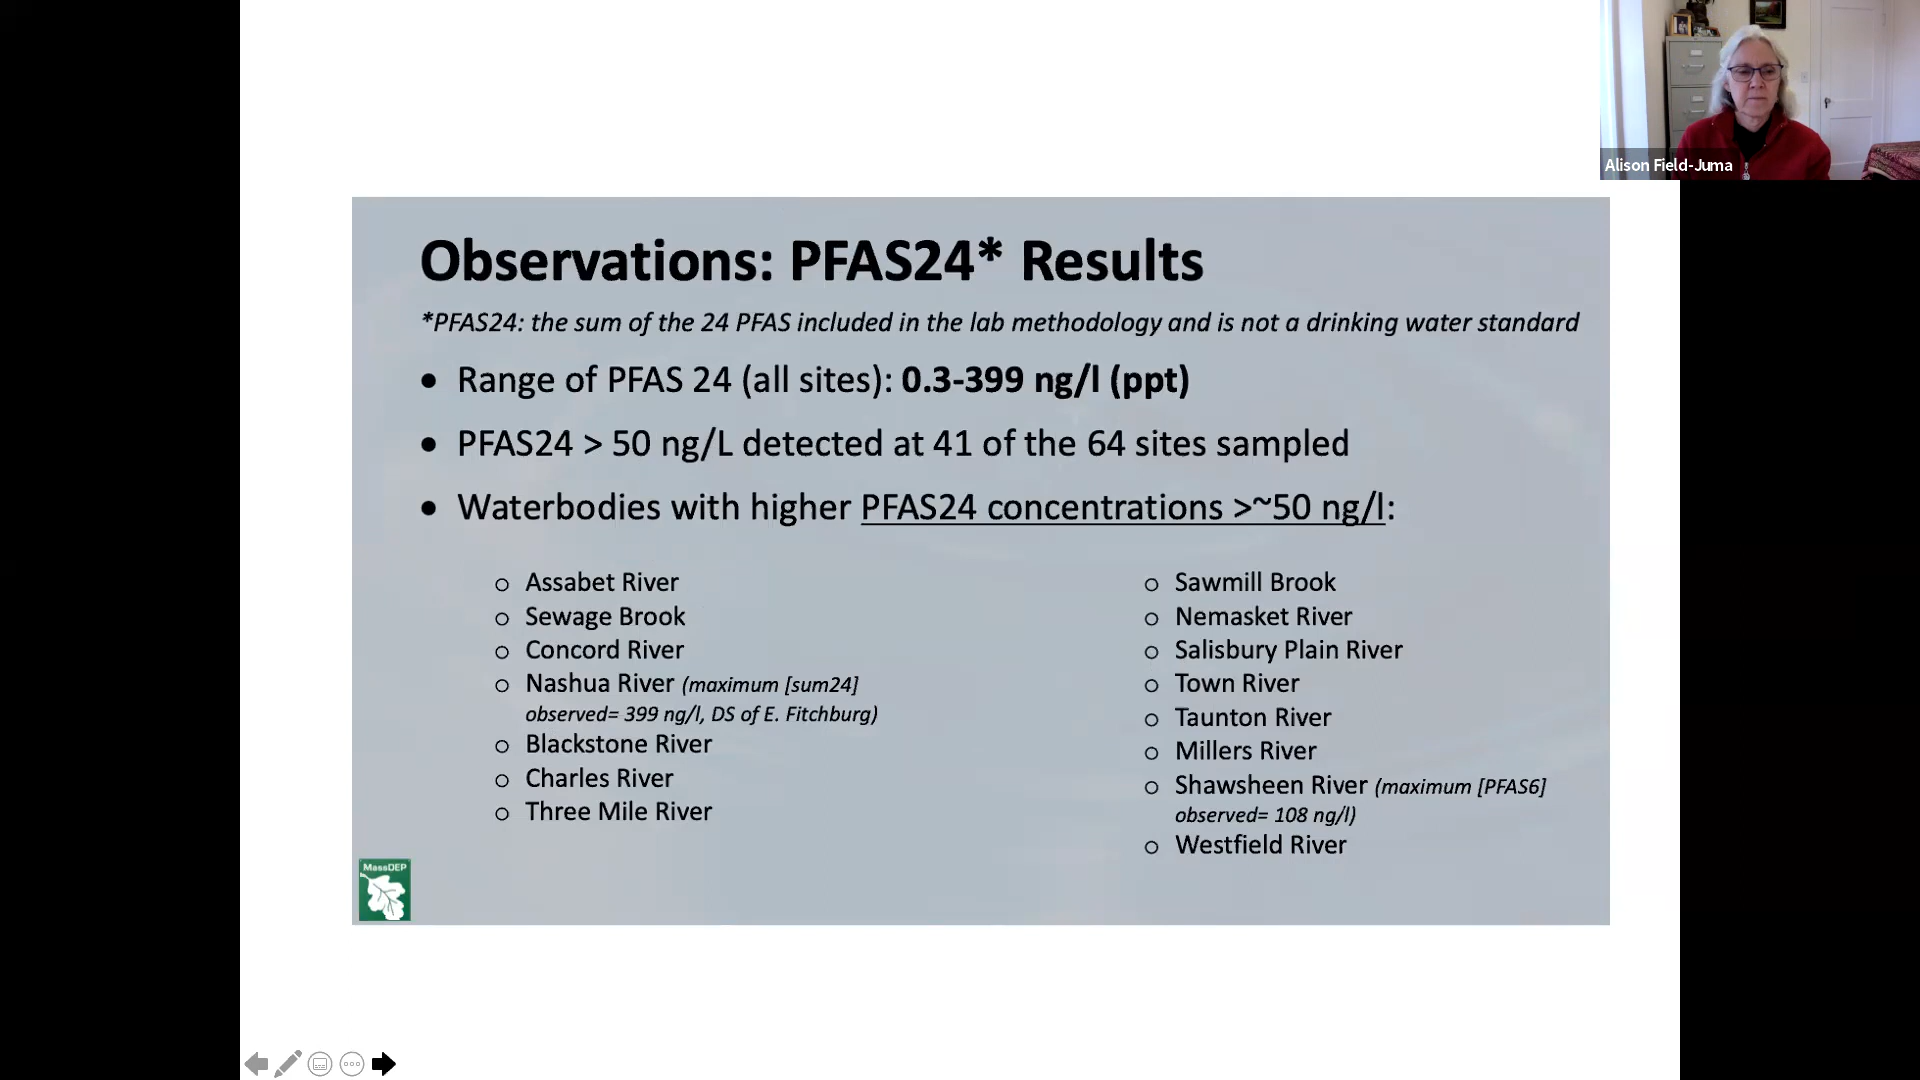 Alison Field-Juma
Observations: PFAS24* Results
*PFAS24: the sum of the 24 PFAS included in the lab methodology and is not a drinking water standard
• Range of PFAS 24 (all sites): 0.3-399 ng/l (ppt)
• PFAS24 > 50 ng/L detected at 41 of the 64 sites sampled
• Waterbodies with higher PFAS24 concentrations >~50 ng/l:
o Assabet River
o Sewage Brook
o Concord River
o Nashua River (maximum [sum24]
observed= 399 ng/l, DS of E. Fitchburg)
o Blackstone River
o Charles River
o Three Mile River
o Sawmill Brook
o Nemasket River
o Salisbury Plain River
o Town River
o Taunton River
o Millers River
o Shawsheen River (maximum [PFAS6]
observed= 108 ng/l)
o Westfield River
MassDEP